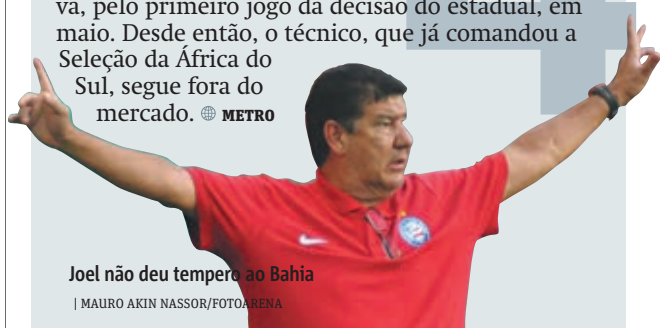 va, pelo primeiro jogo da decisão do estadual, em
maio. Desde então, o técnico, que já comandou a
Seleção da África do
Sul, segue fora do
mercado. METRO
Joel não deu tempero ao Bahia
| MAURO AKIN NASSOR/FOTOARENA